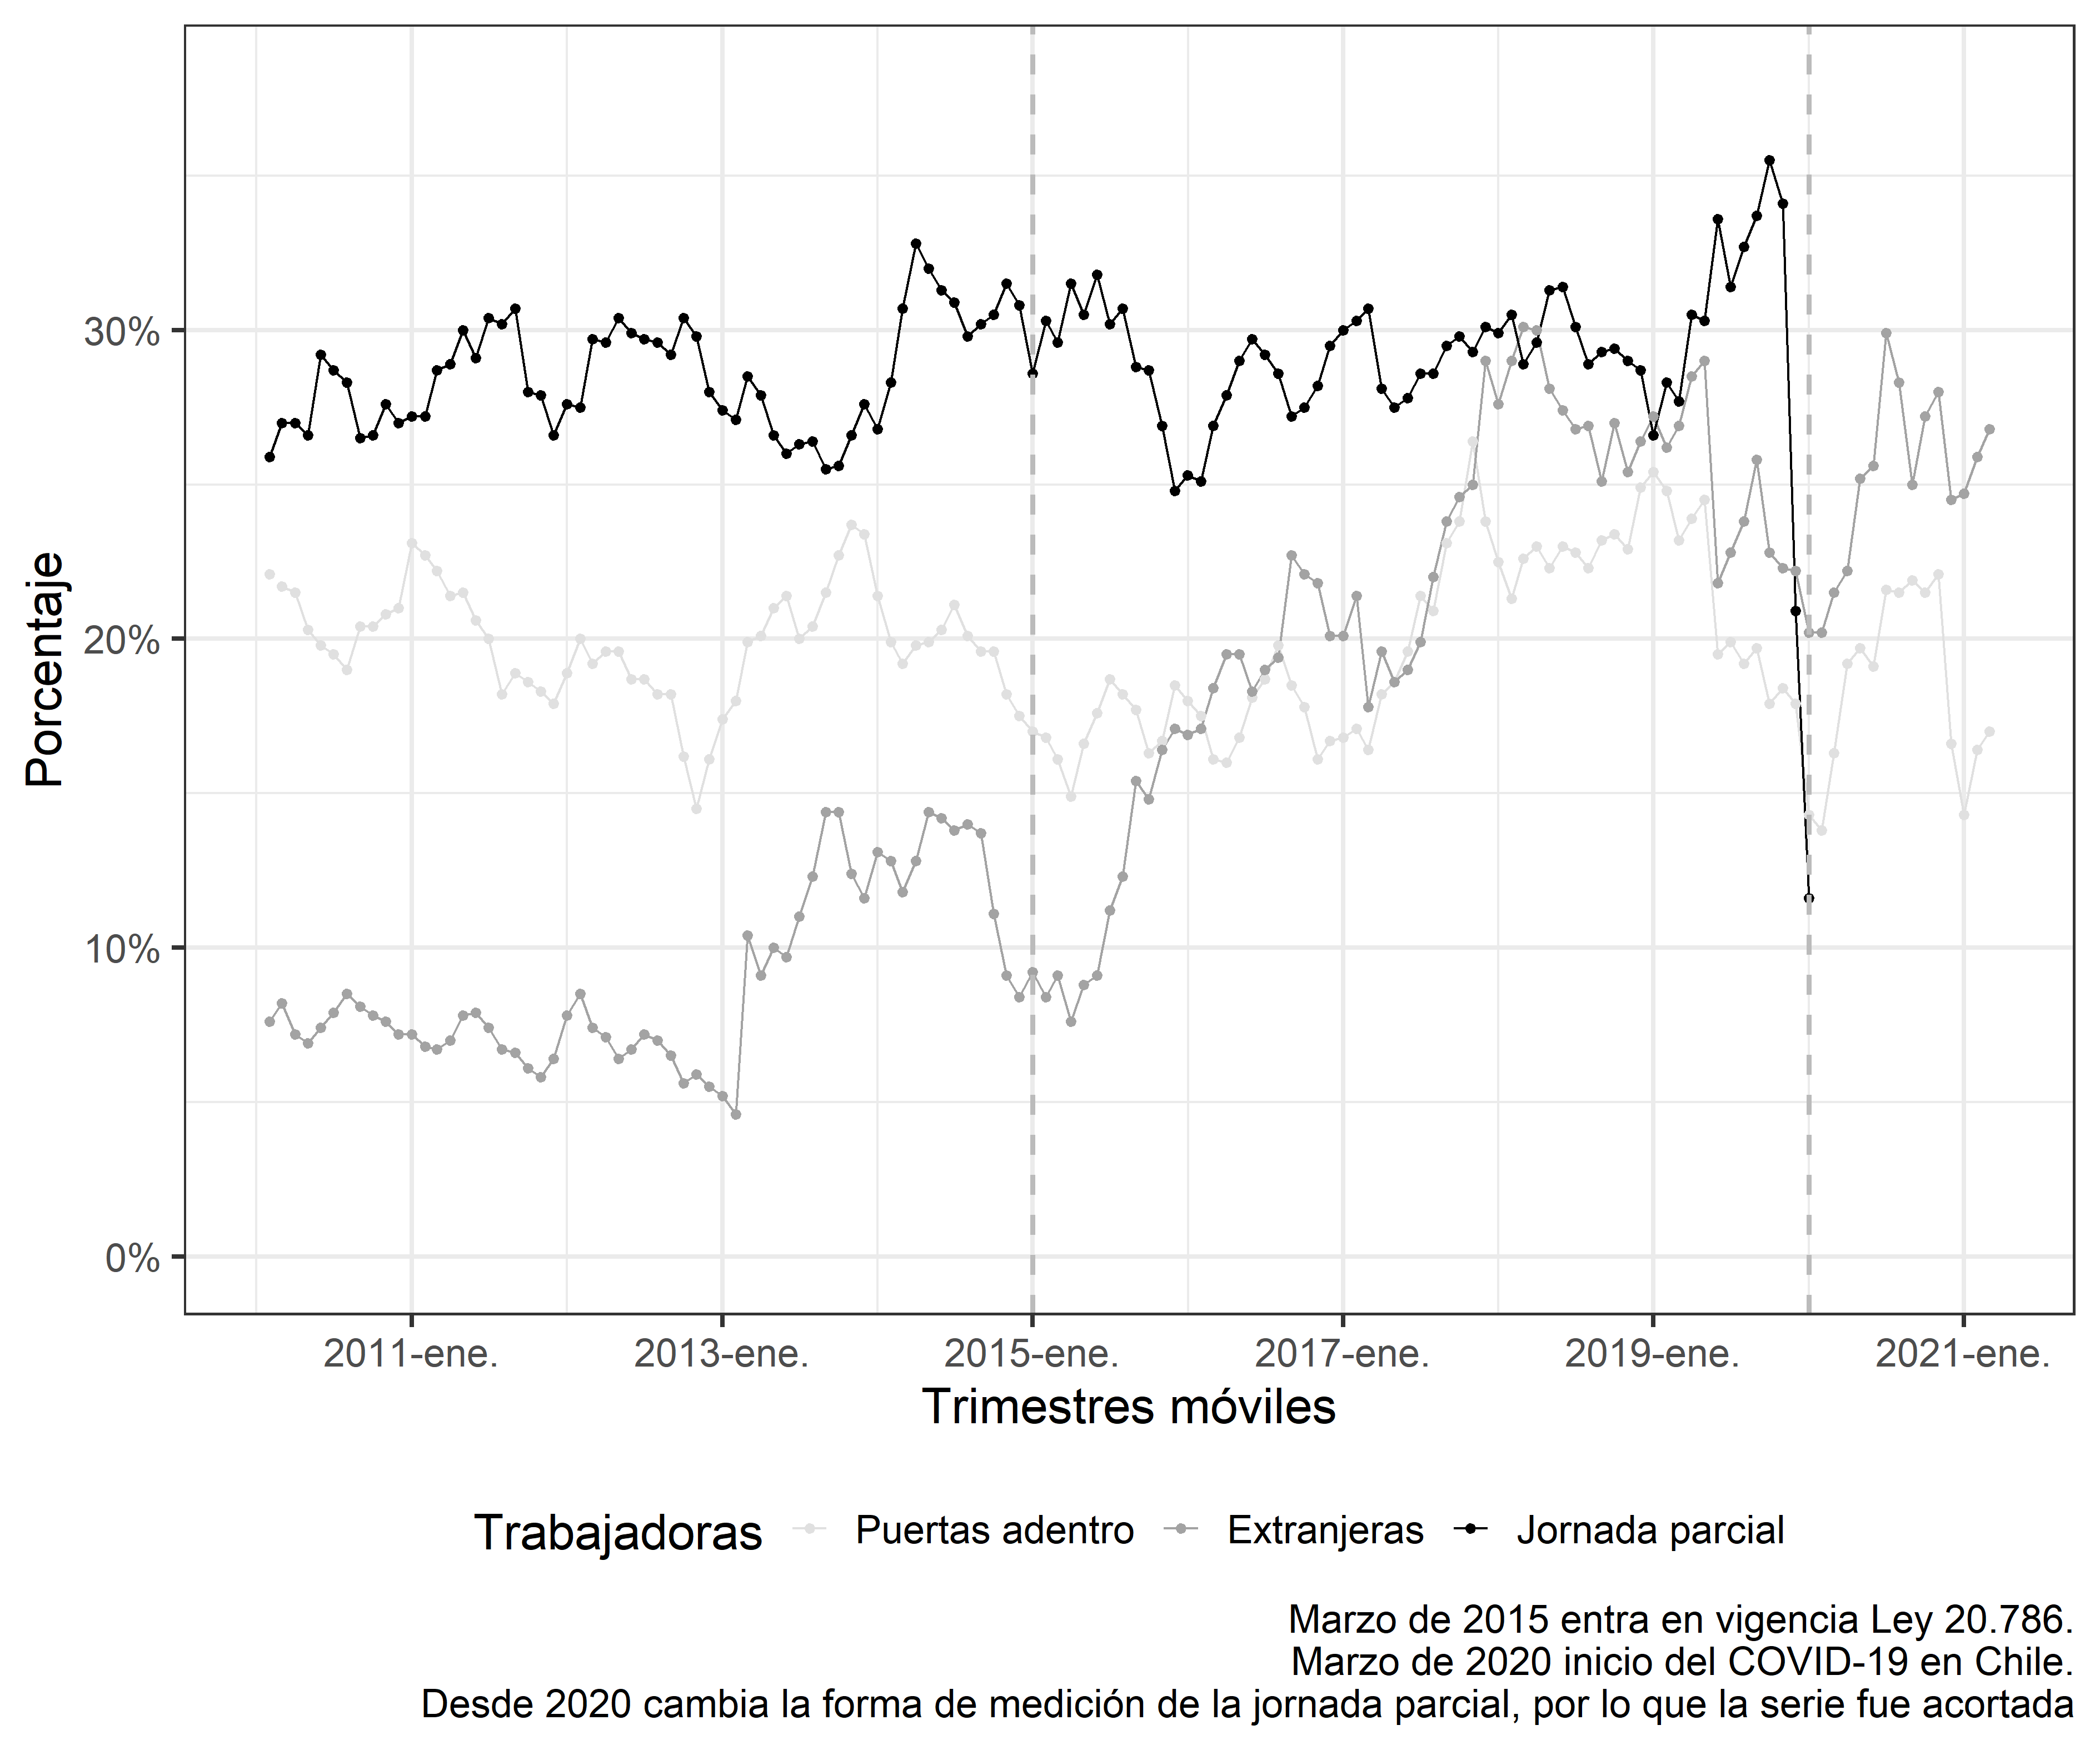 Porcentaje
30%
20%
10%
0%
2011-ene.
2013-ene.
2015-ene.
2017-ene.
2019-ene.
2021-ene.
Trimestres móviles
Trabajadoras
Puertas adentro
Extranjeras
Jornada parcial
Marzo de 2015 entra en vigencia Ley 20.786.
Marzo de 2020 inicio del COVID-19 en Chile.
Desde 2020 cambia la forma de medición de la jornada parcial, por lo que la serie fue acortada